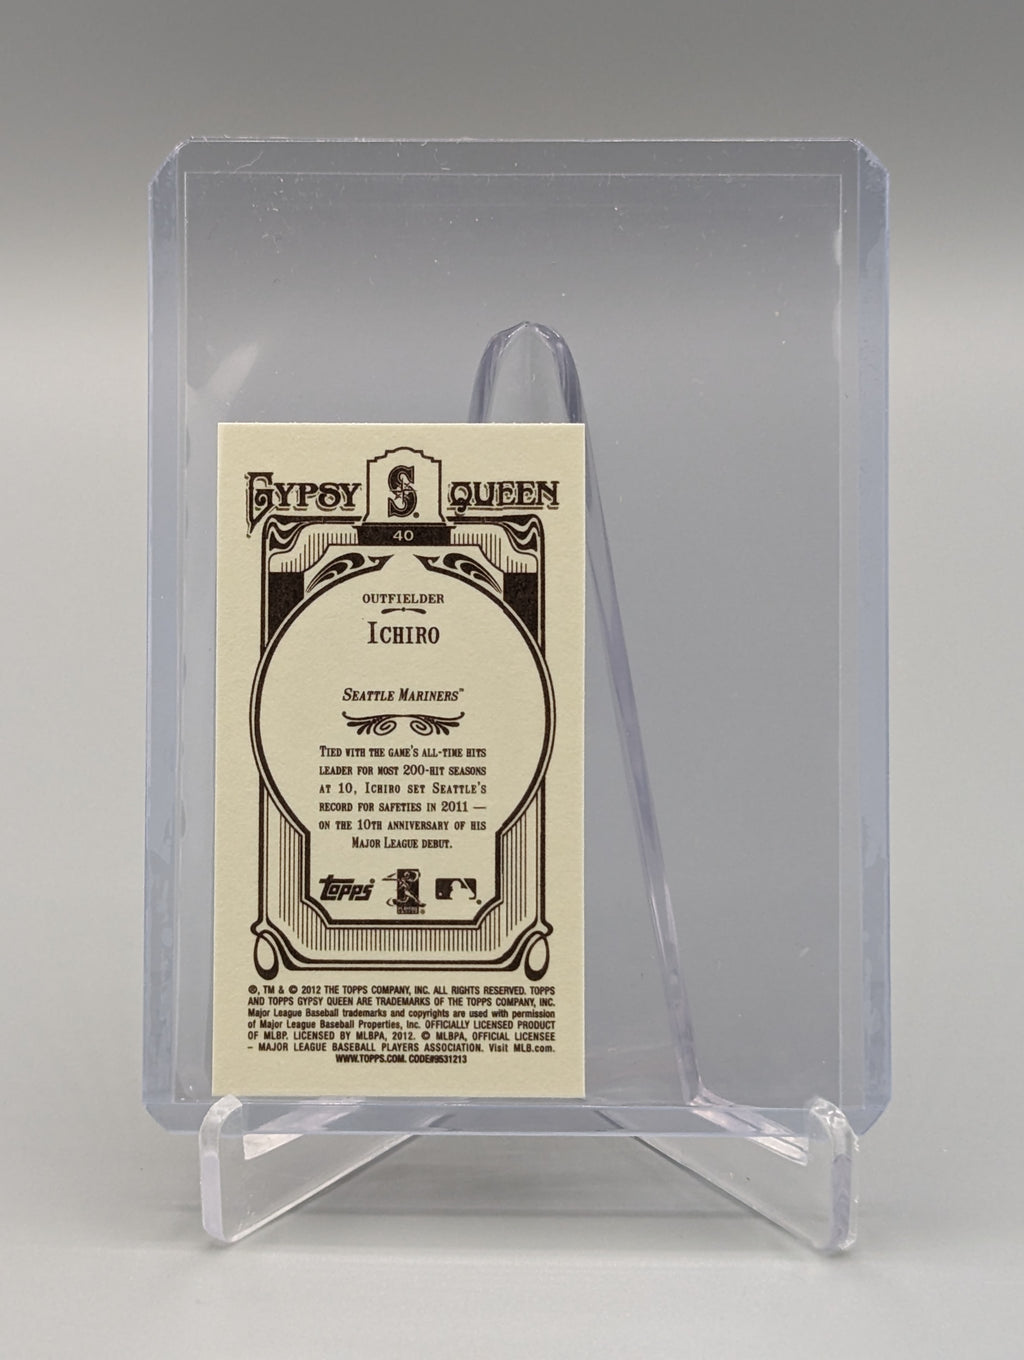 GYPSY S QUEEN
40
OUTFIELDER
ICHIRO
SEATTLE MARINERS™
TIED WITH THE GAME'S ALL-TIME HITS
LEADER FOR MOST 200-HIT SEASONS
AT 10, ICHIRO SET SEATTLE'S
RECORD FOR SAFETIES IN 2011 —
ON THE 10TH ANNIVERSARY OF HIS
MAJOR LEAGUE DEBUT.
Topps
®, TM & © 2012 THE TOPPS COMPANY, INC. ALL RIGHTS RESERVED. TOPPS
AND TOPPS GYPSY QUEEN ARE TRADEMARKS OF THE TOPPS COMPANY, INC.
Major League Baseball trademarks and copyrights are used with permission
of Major League Baseball Properties, Inc. OFFICIALLY LICENSED PRODUCT
OF MLBP. LICENSED BY MLBPA, 2012. © MLBPA, OFFICIAL LICENSEE
– MAJOR LEAGUE BASEBALL PLAYERS ASSOCIATION. Visit MLB.com.
WWW.TOPPS.COM. CODE#9531213